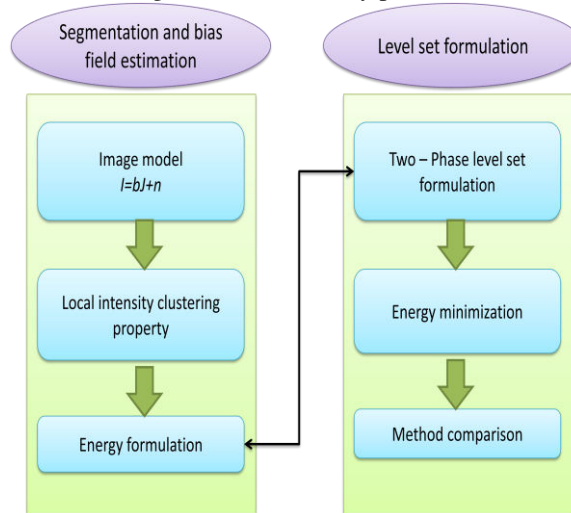 Segmentation and bias
field estimation
Image model
I=bJ+n
Local intensity clustering
property
Energy formulation
Level set formulation
Two – Phase level set
formulation
Energy minimization
Method comparison